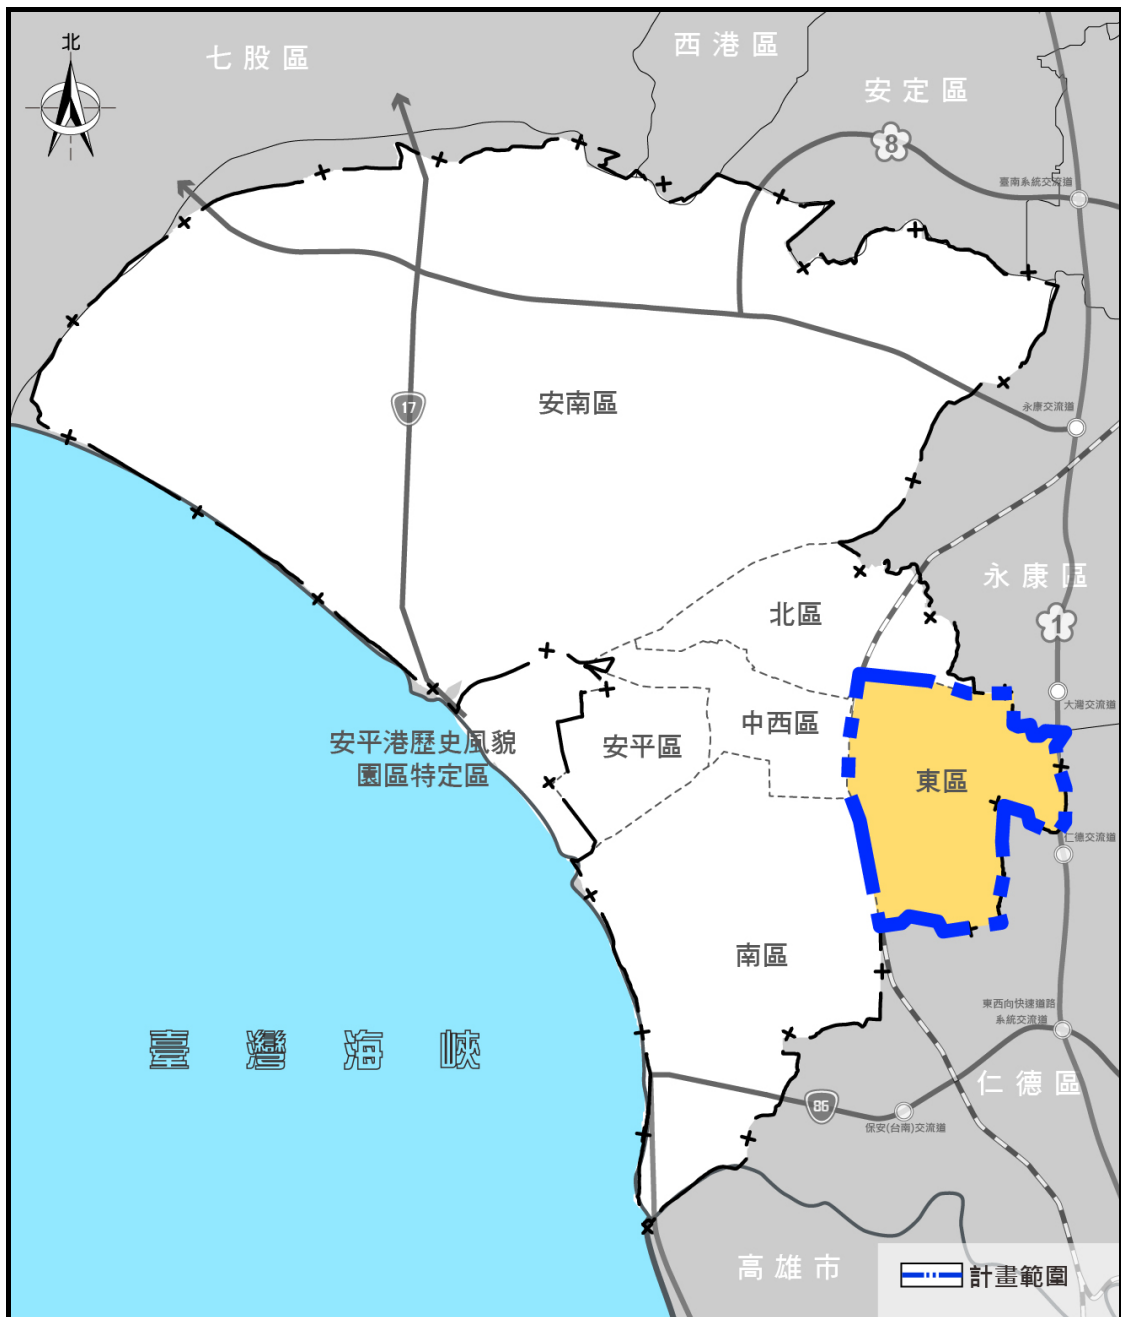 北
七股區
西港區
安定區
8
臺南系統交流道
17
安南區
永康交流道
北區
永康區
1
大灣交流道
安平港歷史風貌
園區特定區
安平區
中西區
東區
仁德交流道
南區
臺灣海峽
東西向快速道路
系統交流道
仁德區
86
保安(台南)交流道
高雄市
計畫範圍